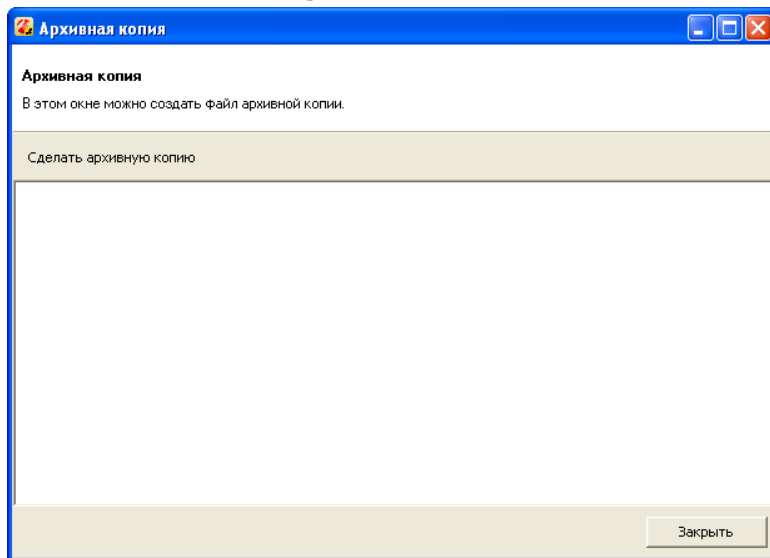 Архивная копия
Архивная копия
В этом окне можно создать файл архивной копии.
Сделать архивную копию
Закрыть